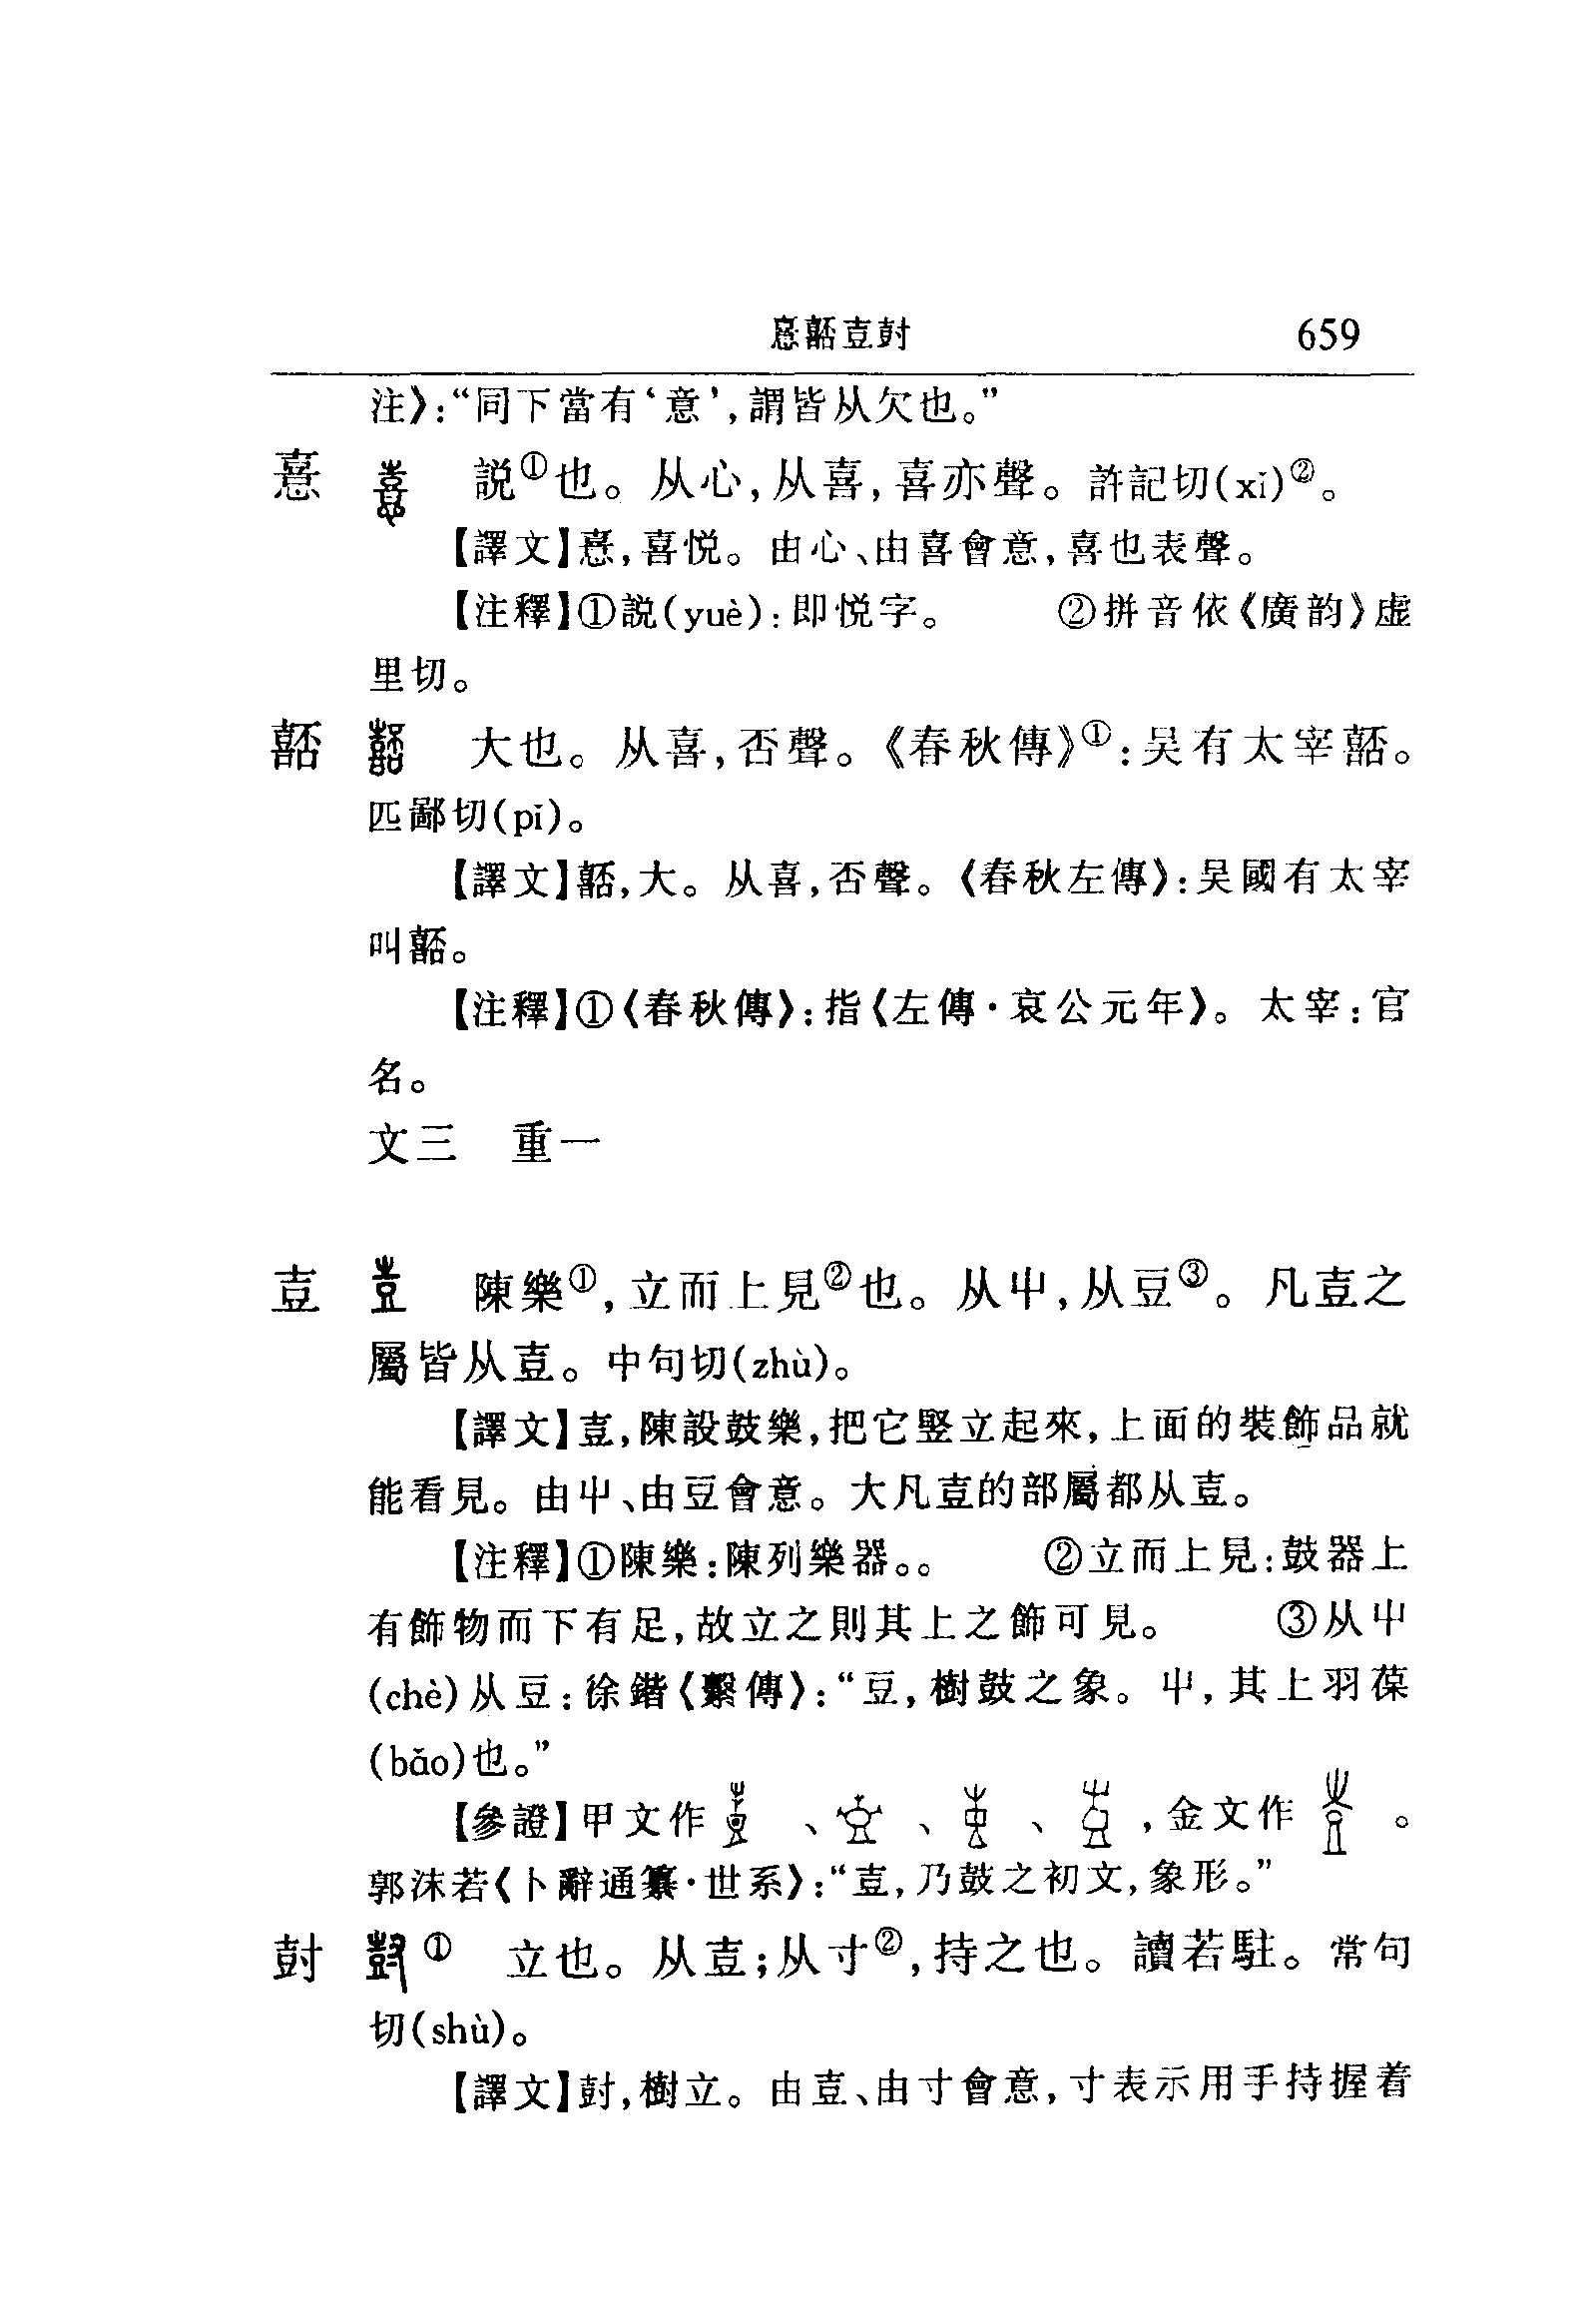 憙嚭壴尌 659
注》:“同下當有‘意’,謂皆从欠也。”
憙 說①也。从心,从喜,喜亦聲。許記切(xǐ)②。
【譯文】憙,喜悦。由心、由喜會意,喜也表聲。
【注釋】①説(yuè):即悦字。 ②拼音依《廣韵》虚
里切。
嚭 大也。从喜,否聲。《春秋傳》①:吴有太宰嚭。
匹鄙切(pǐ)。
【譯文】嚭,大。从喜,否聲。《春秋左傳》:吴國有太宰
叫嚭。
【注釋】①《春秋傳》:指《左傳·哀公元年》。太宰:官
名。
文三 重一
壴 陳樂①,立而上見②也。从屮,从豆③。凡壴之
屬皆从壴。中句切(zhù)。
【譯文】壴,陳設鼓樂,把它竪立起來,上面的裝飾品就
能看見。由屮、由豆會意。大凡壴的部屬都从壴。
【注釋】①陳樂:陳列樂器。。 ②立而上見:鼓器上
有飾物而下有足,故立之則其上之飾可見。 ③从屮
(chè)从豆:徐鍇《繫傳》:“豆,樹鼓之象。屮,其上羽葆
(bǎo)也。”
【參證】甲文作 、 、 、 ,金文作 。
郭沫若《卜辭通纂·世系》:“壴,乃鼓之初文,象形。”
尌 ① 立也。从壴;从寸②,持之也。讀若駐。常句
切(shù)。
【譯文】尌,樹立。由壴、由寸會意,寸表示用手持握着